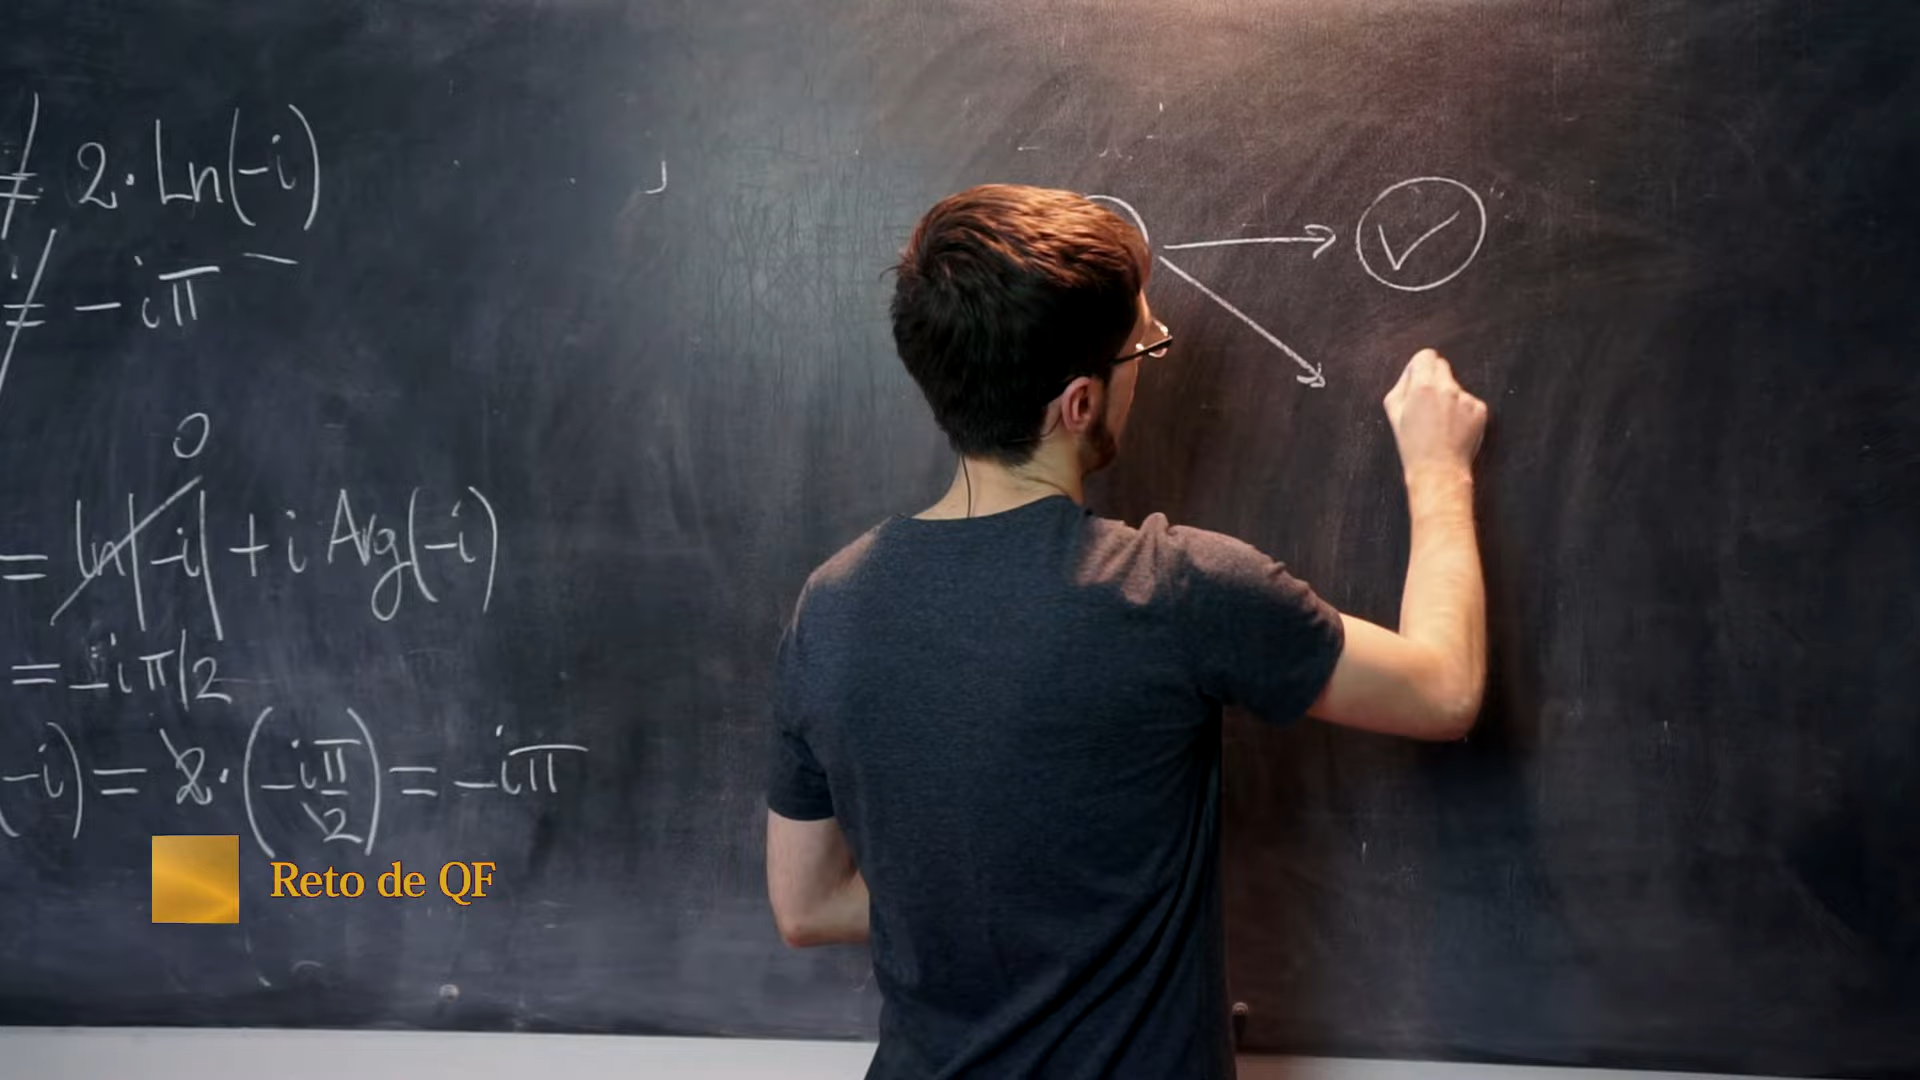 ≠ 2·Ln(-i)
≠ -iπ
0
= ln|-i| + i Arg(-i)
= -iπ/2
(-i) = 2·(-iπ/2) = -iπ
Reto de QF